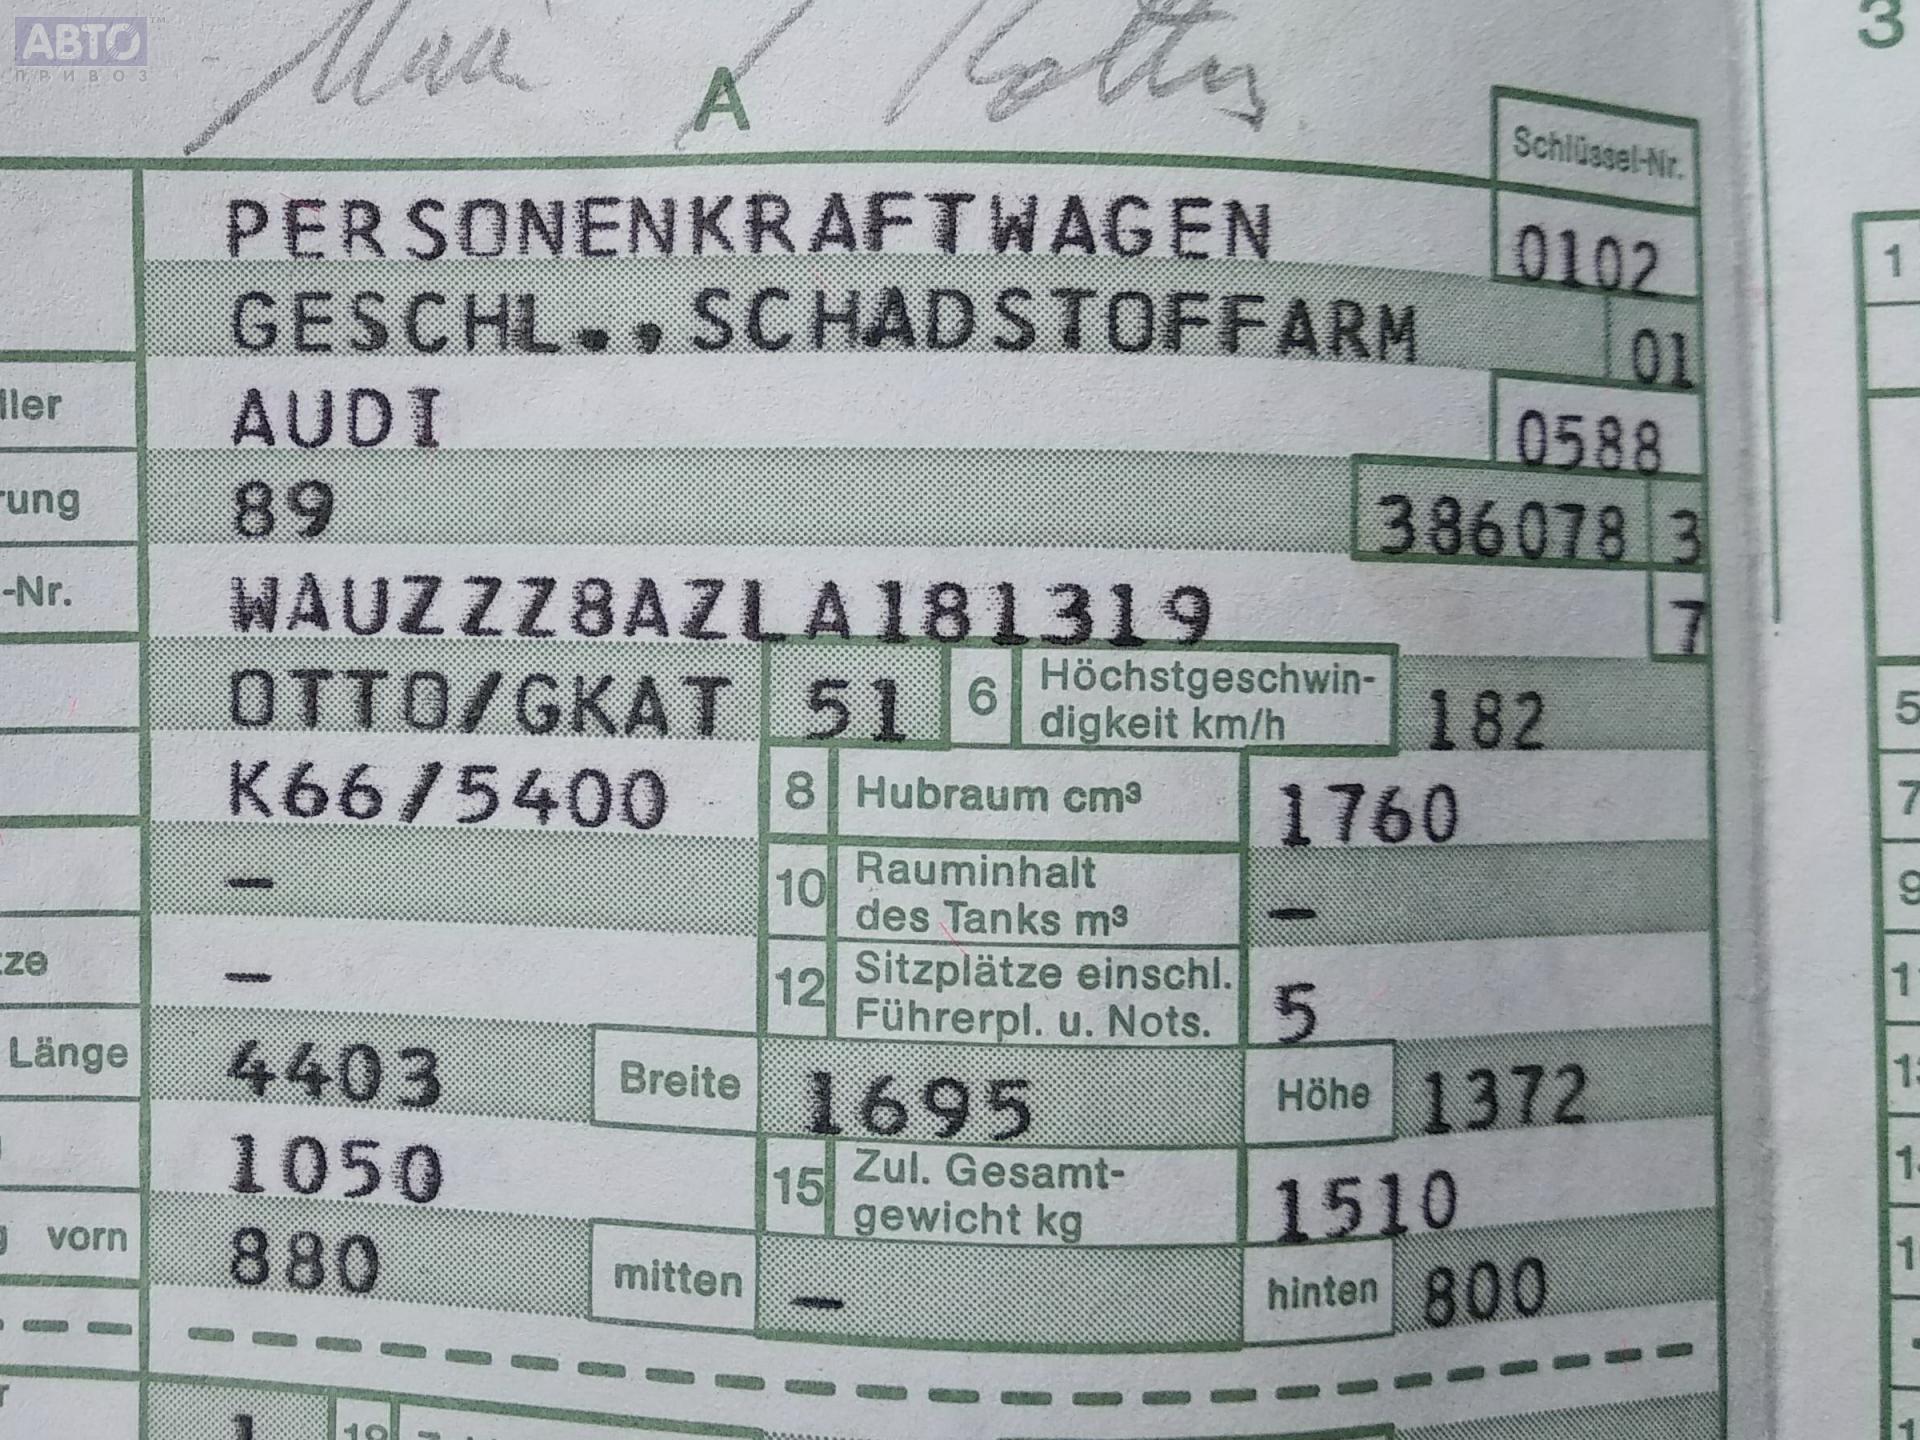 АВТО™
ПРИВОЗ
3
A
Schlüssel-Nr.
PERSONENKRAFTWAGEN 0102
1
GESCHL..SCHADSTOFFARM 01
ller AUDI 0588
rung 89 386078 3
-Nr. WAUZZZ8AZLA181319 7
OTTO/GKAT 51 6 Höchstgeschwin-
digkeit km/h 182
5
K66/5400 8 Hubraum cm³ 1760
7
– 10 Rauminhalt
des Tanks m³ –
9
ze – 12 Sitzplätze einschl.
Führerpl. u. Nots. 5
11
Länge 4403 Breite 1695 Höhe 1372
1050 15 Zul. Gesamt-
gewicht kg 1510
vorn 880 mitten – hinten 800